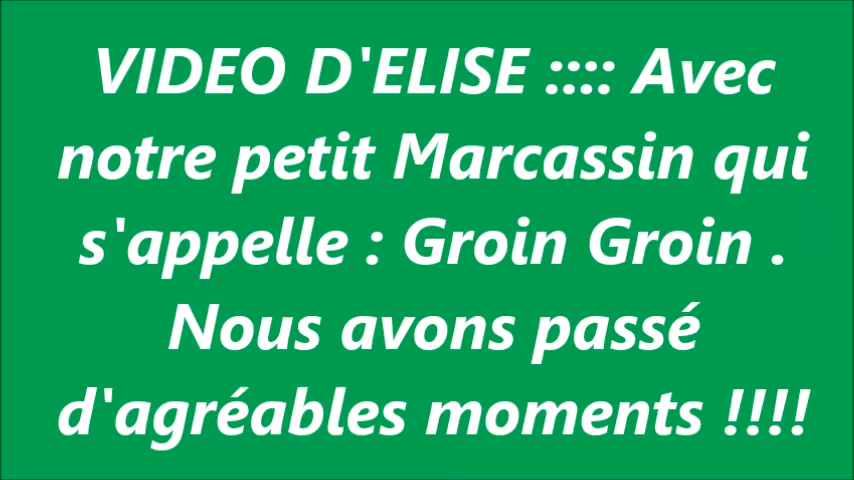 VIDEO D'ELISE :::: Avec
notre petit Marcassin qui
s'appelle : Groin Groin .
Nous avons passé
d'agréables moments !!!!